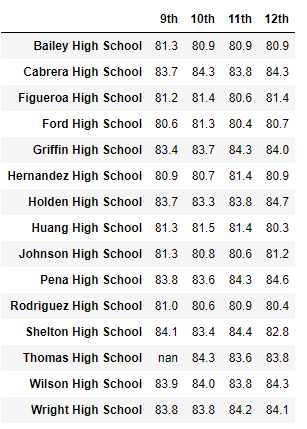 9th 10th 11th 12th
Bailey High School 81.3 80.9 80.9 80.9
Cabrera High School 83.7 84.3 83.8 84.3
Figueroa High School 81.2 81.4 80.6 81.4
Ford High School 80.6 81.3 80.4 80.7
Griffin High School 83.4 83.7 84.3 84.0
Hernandez High School 80.9 80.7 81.4 80.9
Holden High School 83.7 83.3 83.8 84.7
Huang High School 81.3 81.5 81.4 80.3
Johnson High School 81.3 80.8 80.6 81.2
Pena High School 83.8 83.6 84.3 84.6
Rodriguez High School 81.0 80.6 80.9 80.4
Shelton High School 84.1 83.4 84.4 82.8
Thomas High School nan 84.3 83.6 83.8
Wilson High School 83.9 84.0 83.8 84.3
Wright High School 83.8 83.8 84.2 84.1